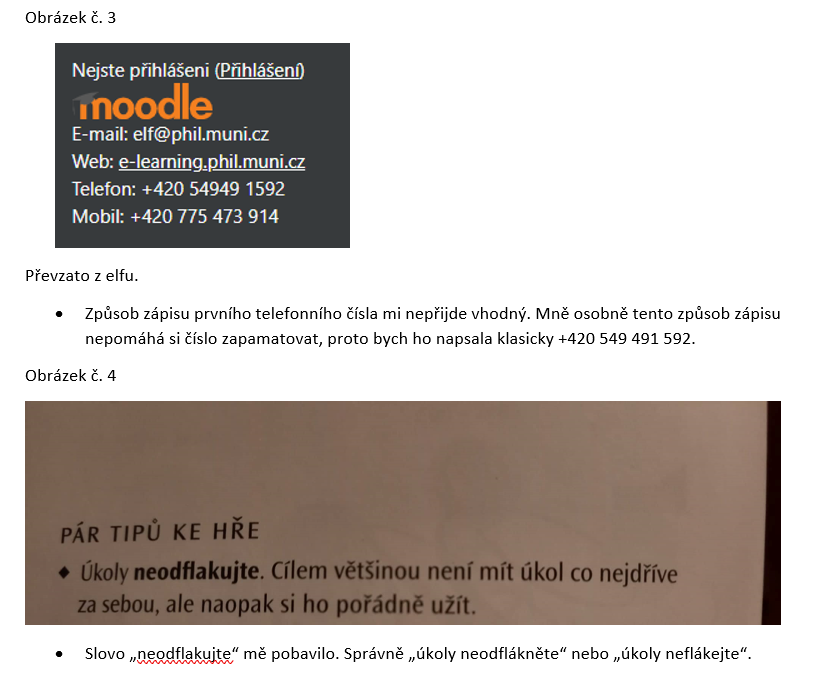 Obrázek č. 3
Nejste přihlášeni (Přihlášení)
moodle
E-mail: elf@phil.muni.cz
Web: e-learning.phil.muni.cz
Telefon: +420 54949 1592
Mobil: +420 775 473 914
Převzato z elfu.
• Způsob zápisu prvního telefonního čísla mi nepřijde vhodný. Mně osobně tento způsob zápisu
nepomáhá si číslo zapamatovat, proto bych ho napsala klasicky +420 549 491 592.
Obrázek č. 4
PÁR TIPŮ KE HŘE
◆ Úkoly neodflakujte. Cílem většinou není mít úkol co nejdříve
za sebou, ale naopak si ho pořádně užít.
• Slovo „neodflakujte“ mě pobavilo. Správně „úkoly neodflákněte“ nebo „úkoly neflákejte“.